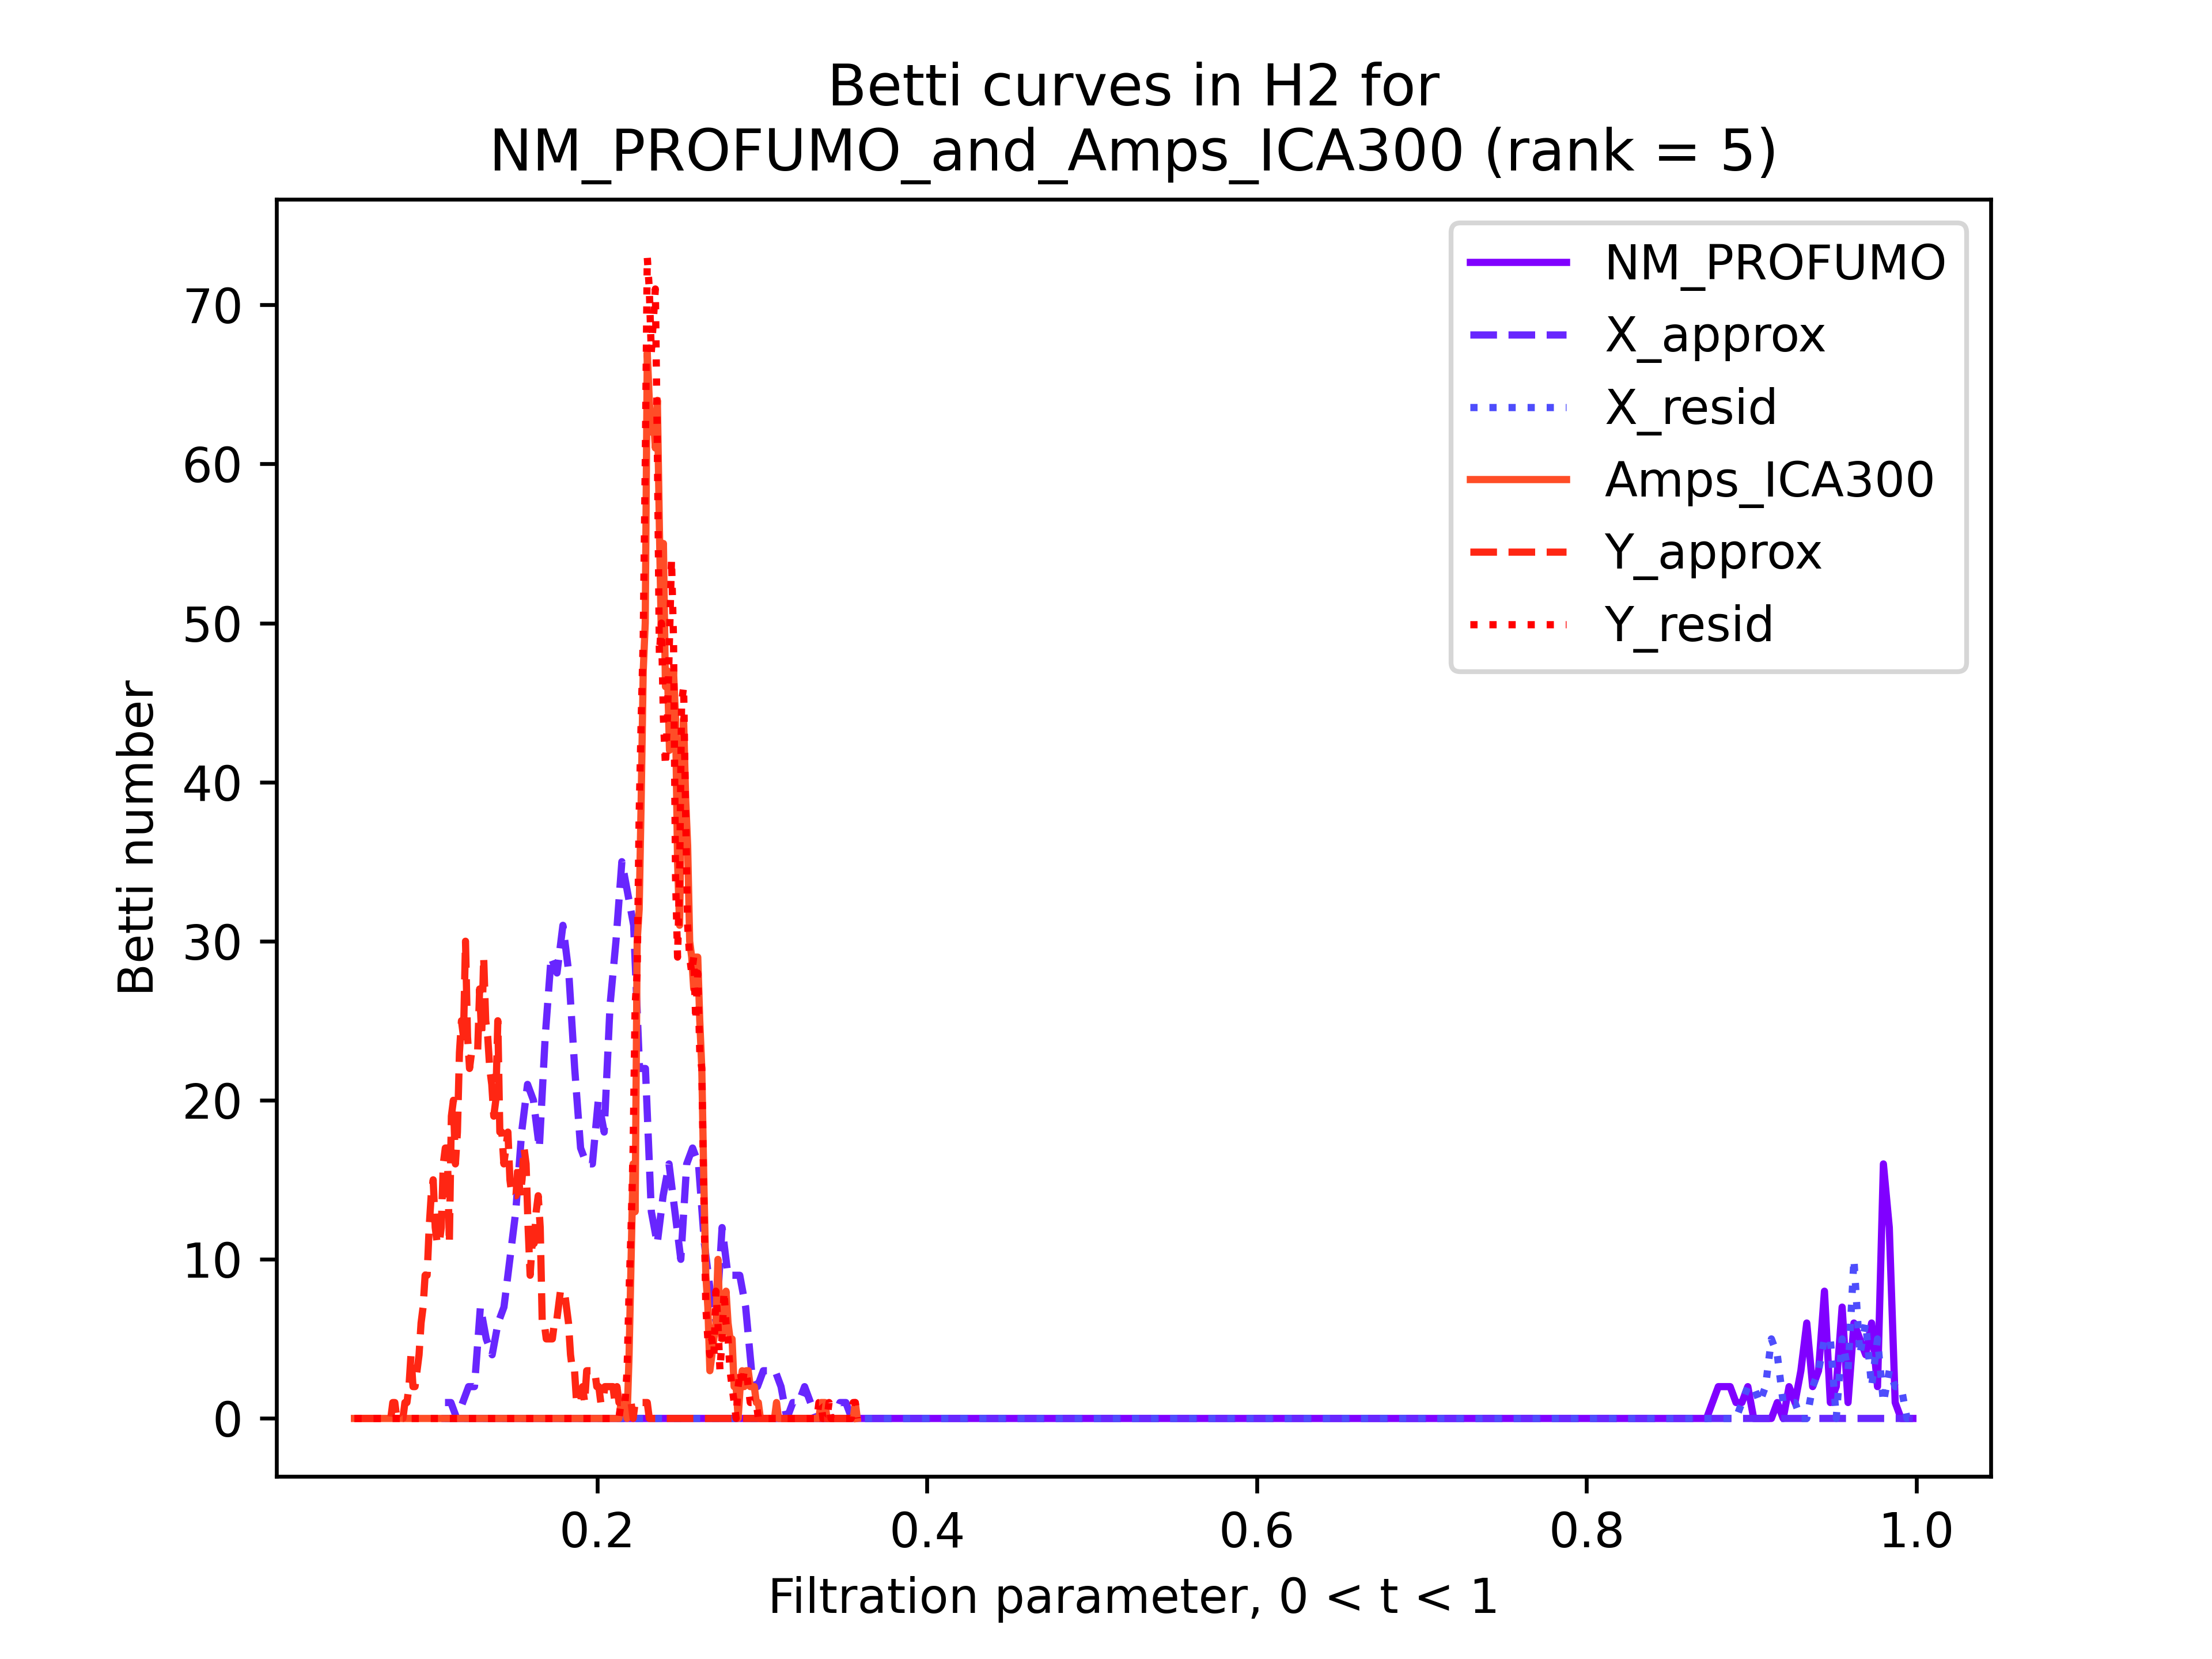 Betti curves in H2 for
NM_PROFUMO_and_Amps_ICA300 (rank = 5)
NM_PROFUMO
X_approx
X_resid
Amps_ICA300
Y_approx
Y_resid
Betti number
70
60
50
40
30
20
10
0
0.2 0.4 0.6 0.8 1.0
Filtration parameter, 0 < t < 1